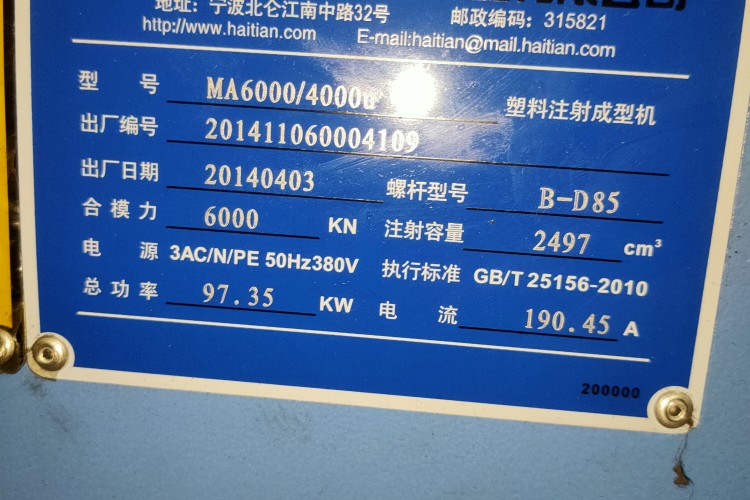 地址: 宁波北仑江南中路32号 邮政编码: 315821
http://www.haitian.com E-mail:haitian@mail.haitian.com
型 号 MA6000/4000u 塑料注射成型机
出厂编号 201411060004109
出厂日期 20140403 螺杆型号 B-D85
合模力 6000 KN 注射容量 2497 cm³
电 源 3AC/N/PE 50Hz380V 执行标准 GB/T 25156-2010
总功率 97.35 KW 电 流 190.45 A
200000